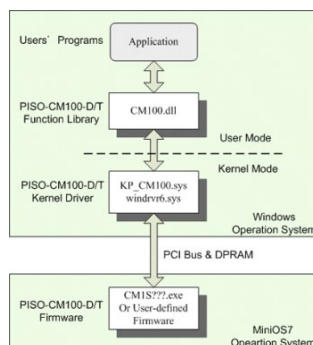 Users` Programs
Application
PISO-CM100-D/T
Function Library
CM100.dll
User Mode
Kernel Mode
PISO-CM100-D/T
Kernel Driver
KP_CM100.sys
windrvr6.sys
Windows
Operation System
PCI Bus & DPRAM
PISO-CM100-D/T
Firmware
CM1S???.exe
Or User-defined
Firmware
MiniOS7
Opeartion System